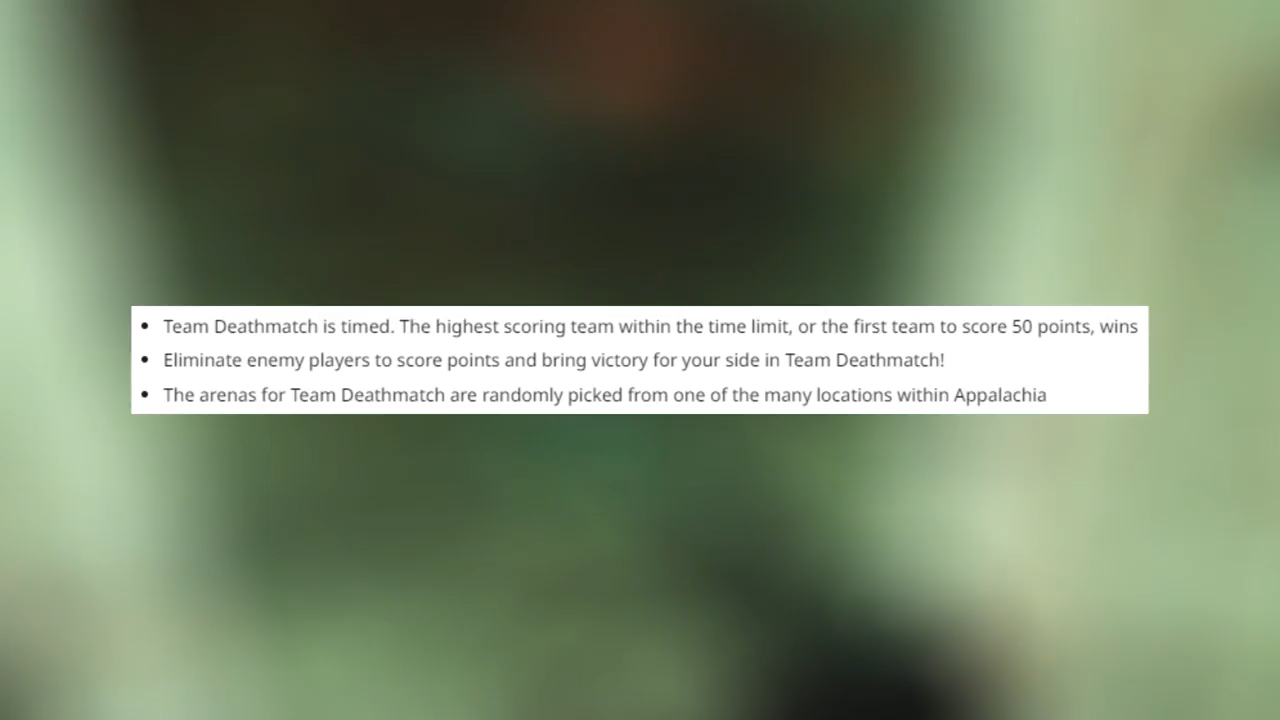 • Team Deathmatch is timed. The highest scoring team within the time limit, or the first team to score 50 points, wins
• Eliminate enemy players to score points and bring victory for your side in Team Deathmatch!
• The arenas for Team Deathmatch are randomly picked from one of the many locations within Appalachia